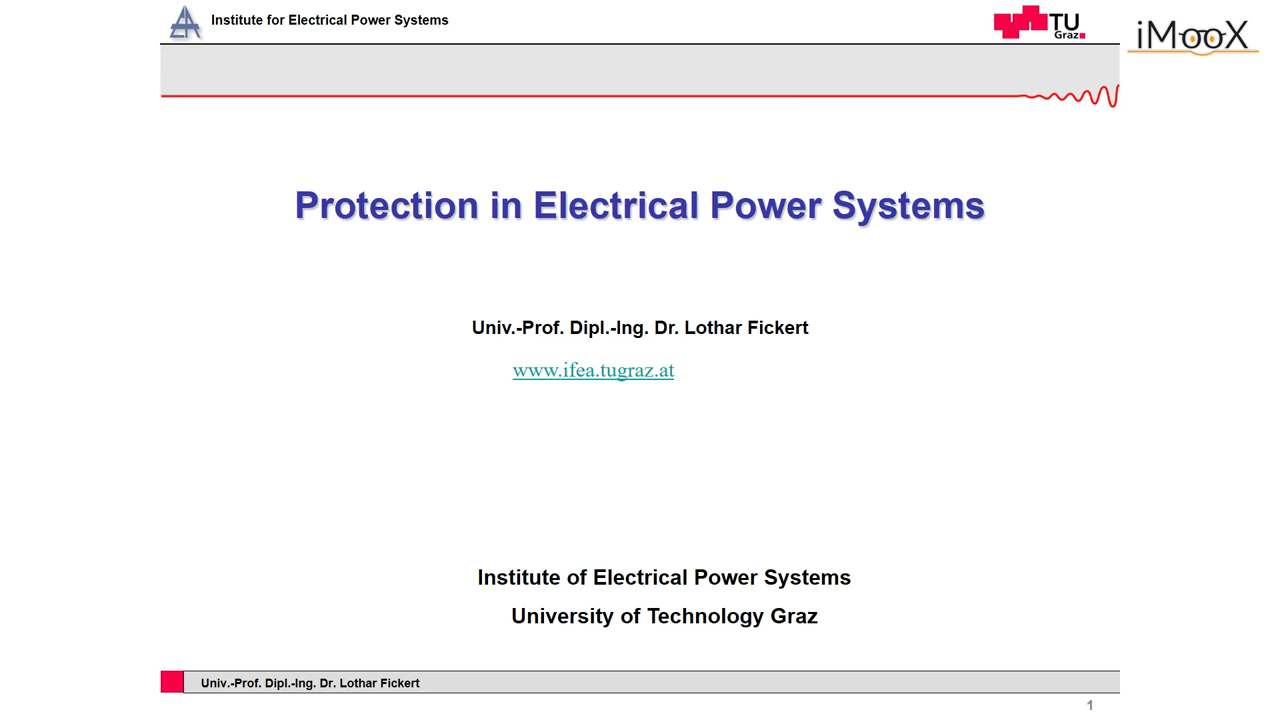 Institute for Electrical Power Systems
TU
Graz
iMooX
Protection in Electrical Power Systems
Univ.-Prof. Dipl.-Ing. Dr. Lothar Fickert
www.ifea.tugraz.at
Institute of Electrical Power Systems
University of Technology Graz
Univ.-Prof. Dipl.-Ing. Dr. Lothar Fickert
1